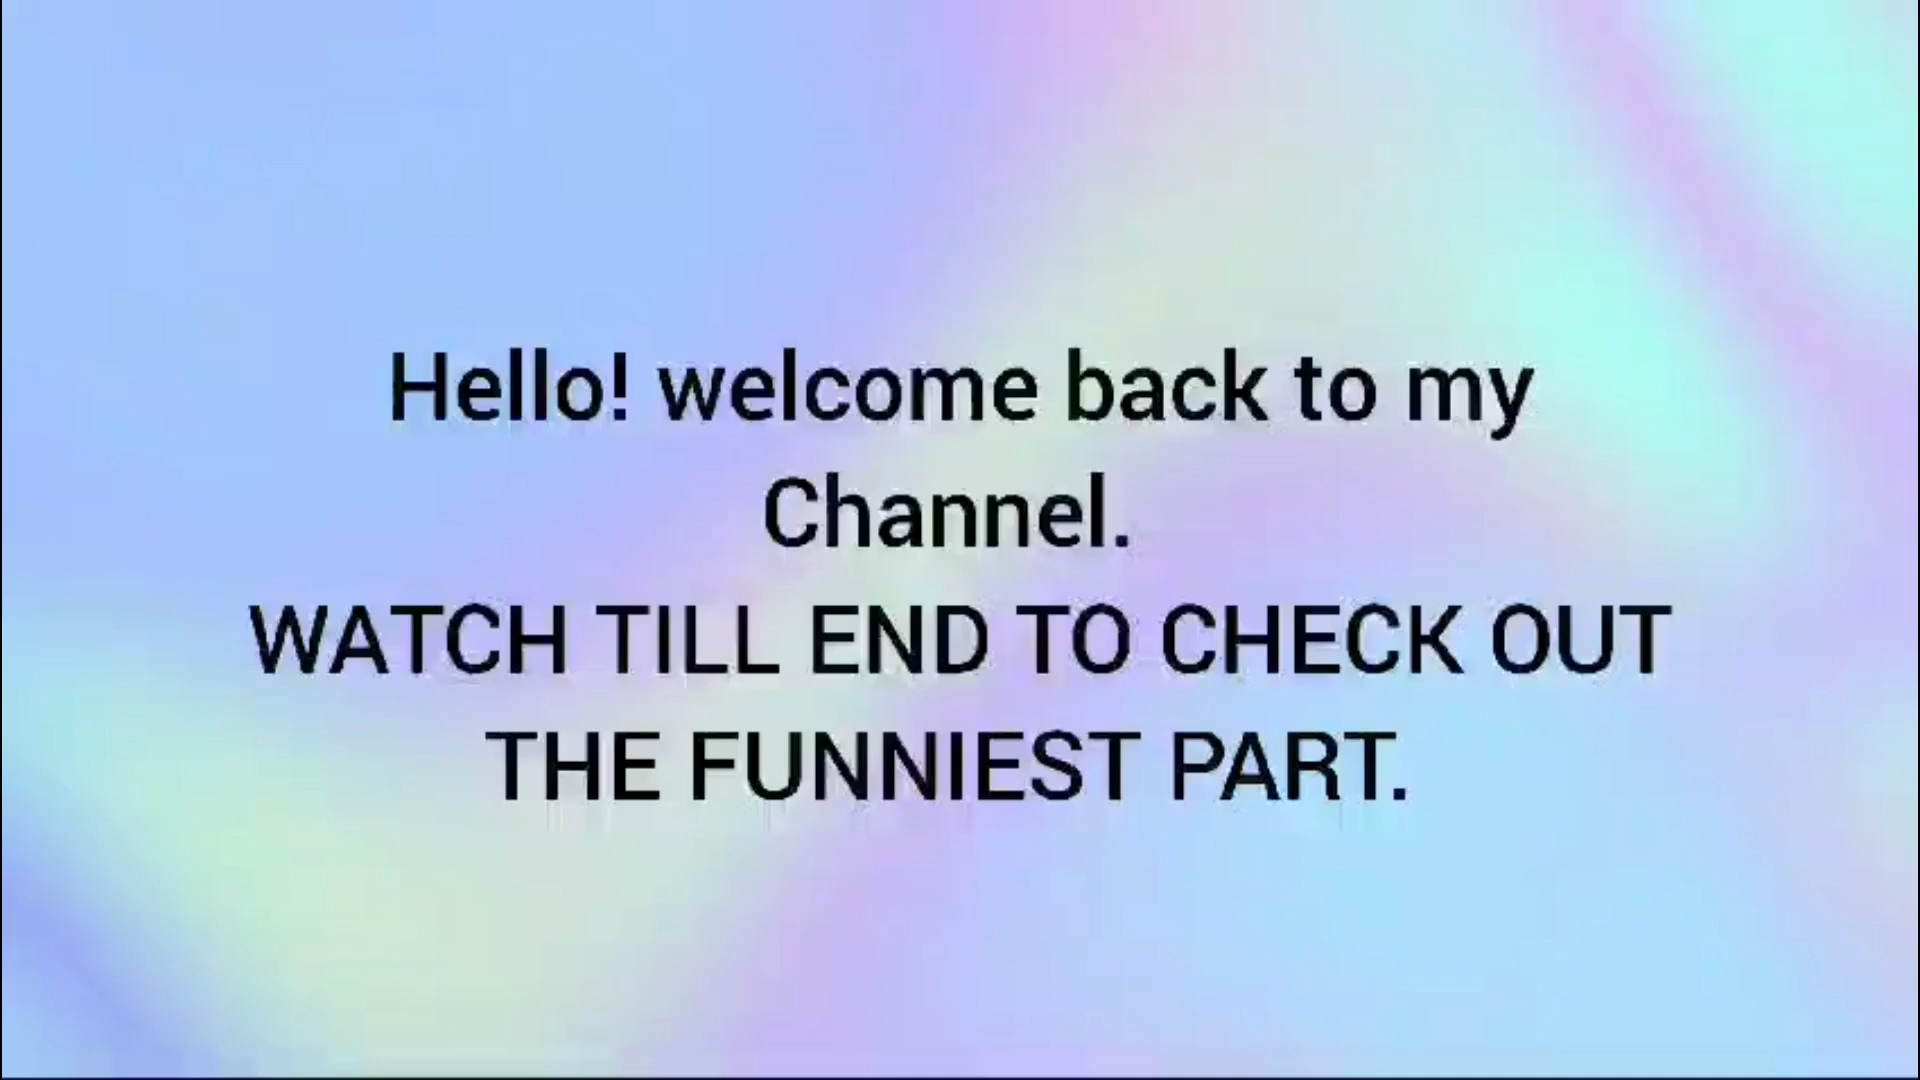 Hello! welcome back to my
Channel.
WATCH TILL END TO CHECK OUT
THE FUNNIEST PART.